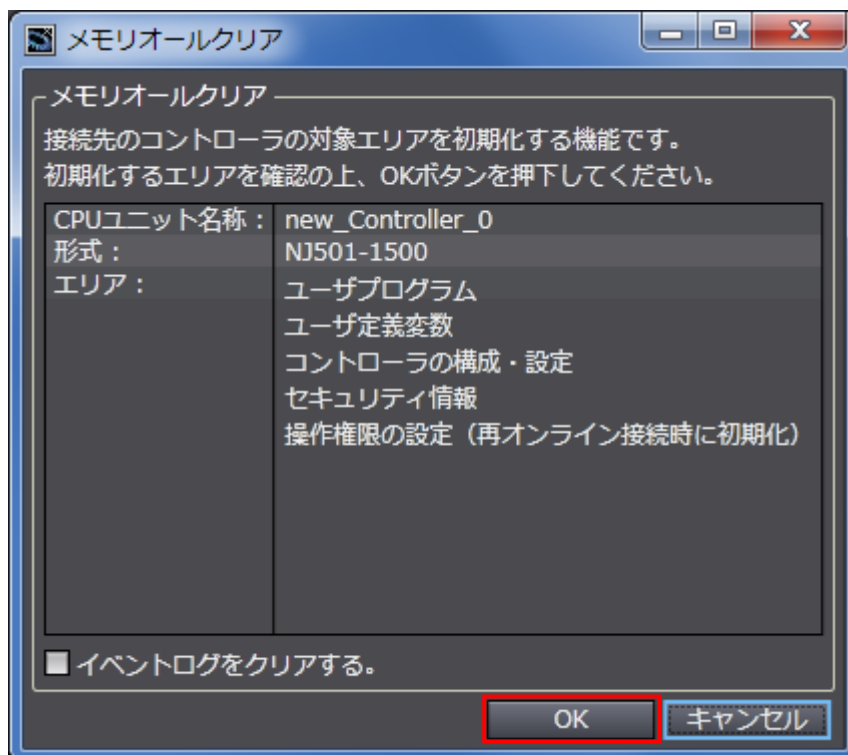 メモリオールクリア
メモリオールクリア
接続先のコントローラの対象エリアを初期化する機能です。
初期化するエリアを確認の上、OKボタンを押下してください。
CPUユニット名称： new_Controller_0
形式： NJ501-1500
エリア： ユーザプログラム
ユーザ定義変数
コントローラの構成・設定
セキュリティ情報
操作権限の設定（再オンライン接続時に初期化）
イベントログをクリアする。
OK キャンセル